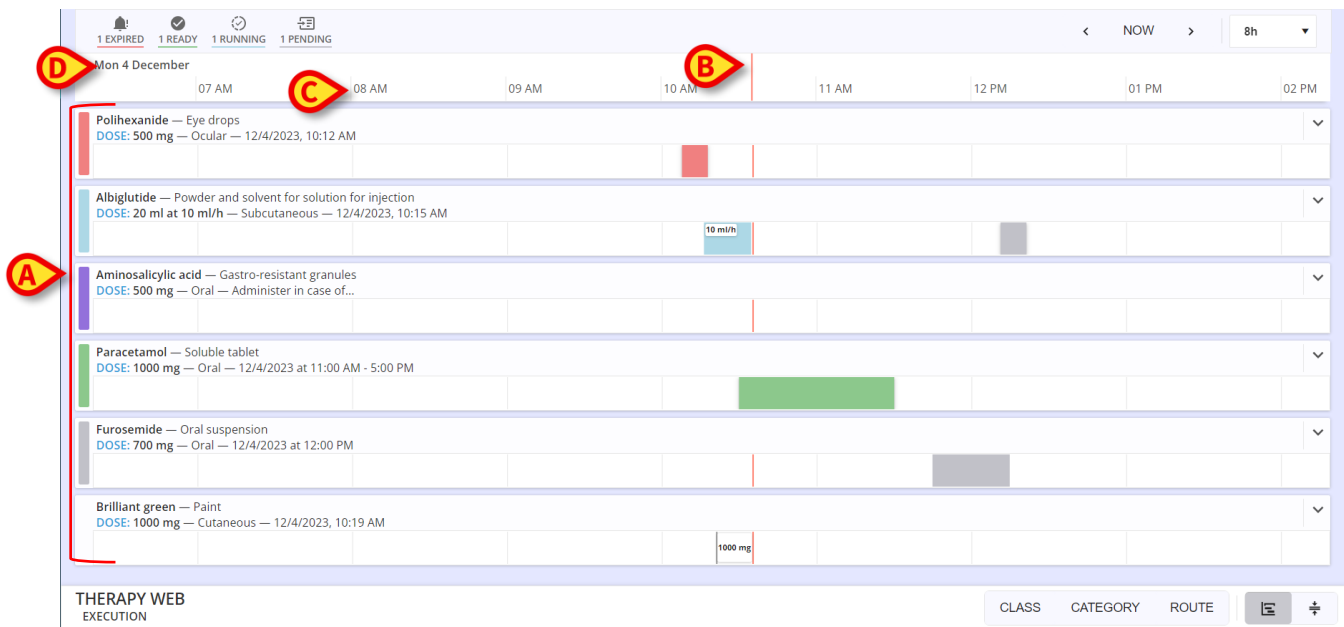 1 EXPIRED 1 READY 1 RUNNING 1 PENDING
NOW
8h
B
D
Mon 4 December
C
07 AM 08 AM 09 AM 10 AM 11 AM 12 PM 01 PM 02 PM
Polihexanide — Eye drops
DOSE: 500 mg — Ocular — 12/4/2023, 10:12 AM
Albiglutide — Powder and solvent for solution for injection
DOSE: 20 ml at 10 ml/h — Subcutaneous — 12/4/2023, 10:15 AM
10 ml/h
A
Aminosalicylic acid — Gastro-resistant granules
DOSE: 500 mg — Oral — Administer in case of...
Paracetamol — Soluble tablet
DOSE: 1000 mg — Oral — 12/4/2023 at 11:00 AM - 5:00 PM
Furosemide — Oral suspension
DOSE: 700 mg — Oral — 12/4/2023 at 12:00 PM
Brilliant green — Paint
DOSE: 1000 mg — Cutaneous — 12/4/2023, 10:19 AM
1000 mg
THERAPY WEB
EXECUTION
CLASS CATEGORY ROUTE